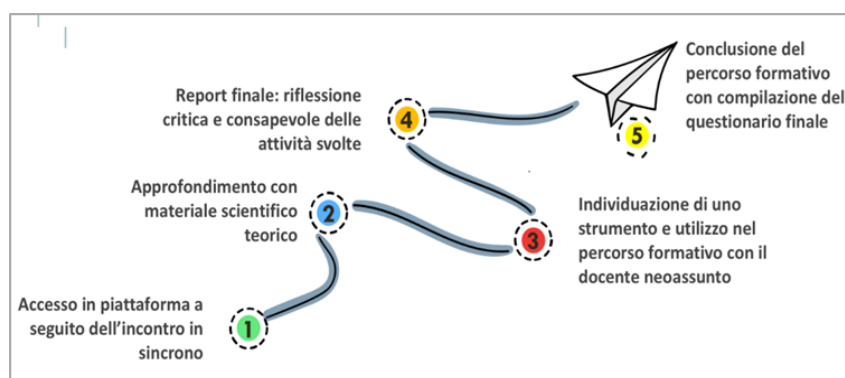 Conclusione del
percorso formativo
con compilazione del
questionario finale
5
Report finale: riflessione
critica e consapevole delle
attività svolte
4
Approfondimento con
materiale scientifico
teorico
2
Individuazione di uno
strumento e utilizzo nel
percorso formativo con il
docente neoassunto
3
Accesso in piattaforma a
seguito dell'incontro in
sincrono
1